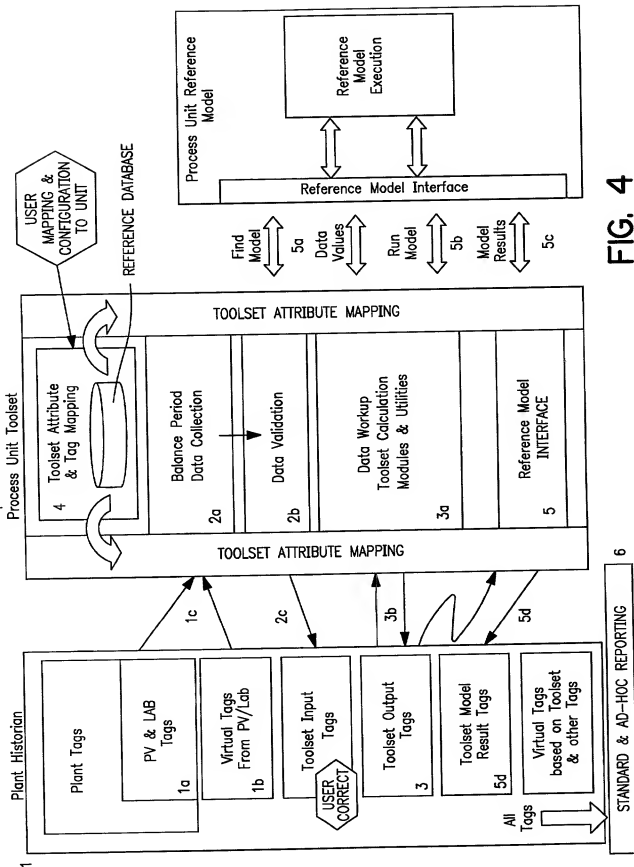 1
Plant Historian
Plant Tags
PV & LAB
Tags
1a
Virtual Tags
From PV/Lab
1b
Toolset Input
Tags
USER
CORRECT
Toolset Output
Tags
3
Toolset Model
Result Tags
5d
Virtual Tags
based on Toolset
& other Tags
All
Tags
STANDARD & AD-HOC REPORTING
6
1c
2c
3b
5d
Process Unit Toolset
TOOLSET ATTRIBUTE MAPPING
4
Toolset Attribute
& Tag Mapping
Balance Period
Data Collection
2a
Data Validation
2b
Data Workup
Toolset Calculation
Modules & Utilities
3a
Reference Model
INTERFACE
5
TOOLSET ATTRIBUTE MAPPING
USER
MAPPING &
CONFIGURATION
TO UNIT
REFERENCE DATABASE
Find
Model
5a
Data
Values
Run
Model
5b
Model
Results
5c
Process Unit Reference
Model
Reference Model Interface
Reference
Model
Execution
FIG. 4